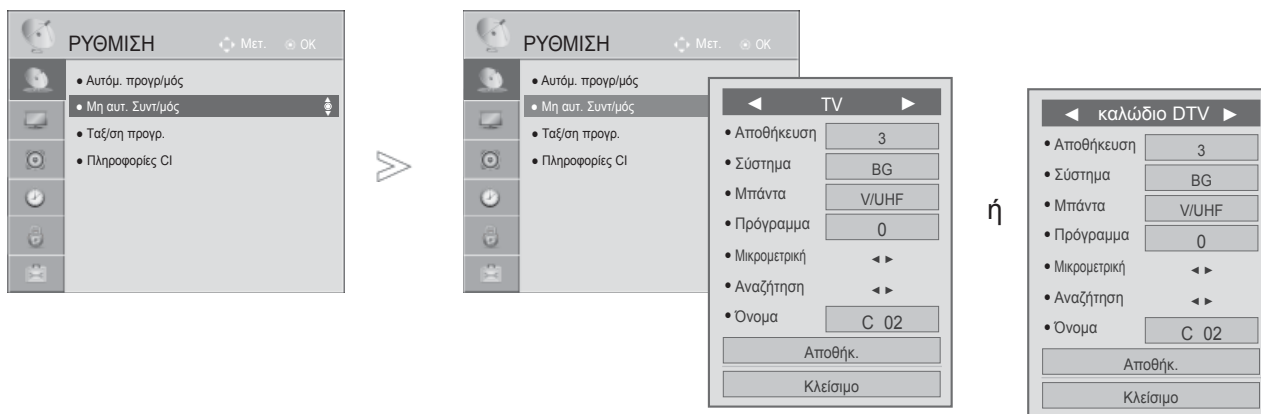 ΡΥΘΜΙΣΗ Μετ. OK
● Αυτόμ. προγρ/μός
● Μη αυτ. Συντ/μός
● Ταξ/ση προγρ.
● Πληροφορίες CI
ΡΥΘΜΙΣΗ Μετ. OK
● Αυτόμ. προγρ/μός
● Μη αυτ. Συντ/μός
● Ταξ/ση προγρ.
● Πληροφορίες CI
◄ TV ►
● Αποθήκευση 3
● Σύστημα BG
● Μπάντα V/UHF
● Πρόγραμμα 0
● Μικρομετρική ◄ ►
● Αναζήτηση ◄ ►
● Όνομα C 02
Αποθήκ.
Κλείσιμο
ή
◄ καλώδιο DTV ►
● Αποθήκευση 3
● Σύστημα BG
● Μπάντα V/UHF
● Πρόγραμμα 0
● Μικρομετρική ◄ ►
● Αναζήτηση ◄ ►
● Όνομα C 02
Αποθήκ.
Κλείσιμο